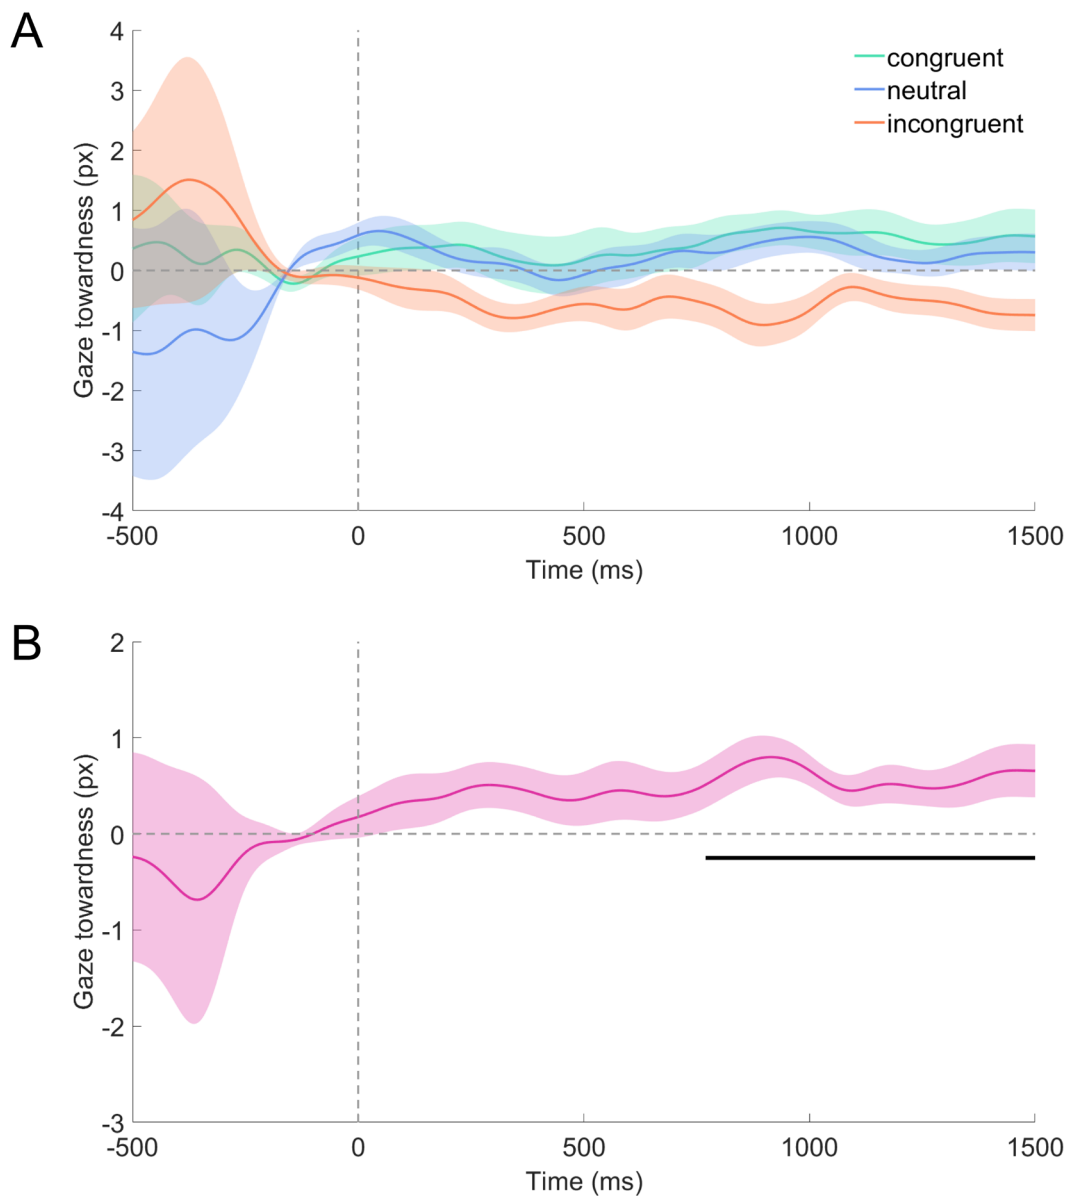 A
4
3
2
1
0
-1
-2
-3
-4
Gaze towardness (px)
congruent
neutral
incongruent
-500 0 500 1000 1500
Time (ms)
B
2
1
0
-1
-2
-3
Gaze towardness (px)
-500 0 500 1000 1500
Time (ms)